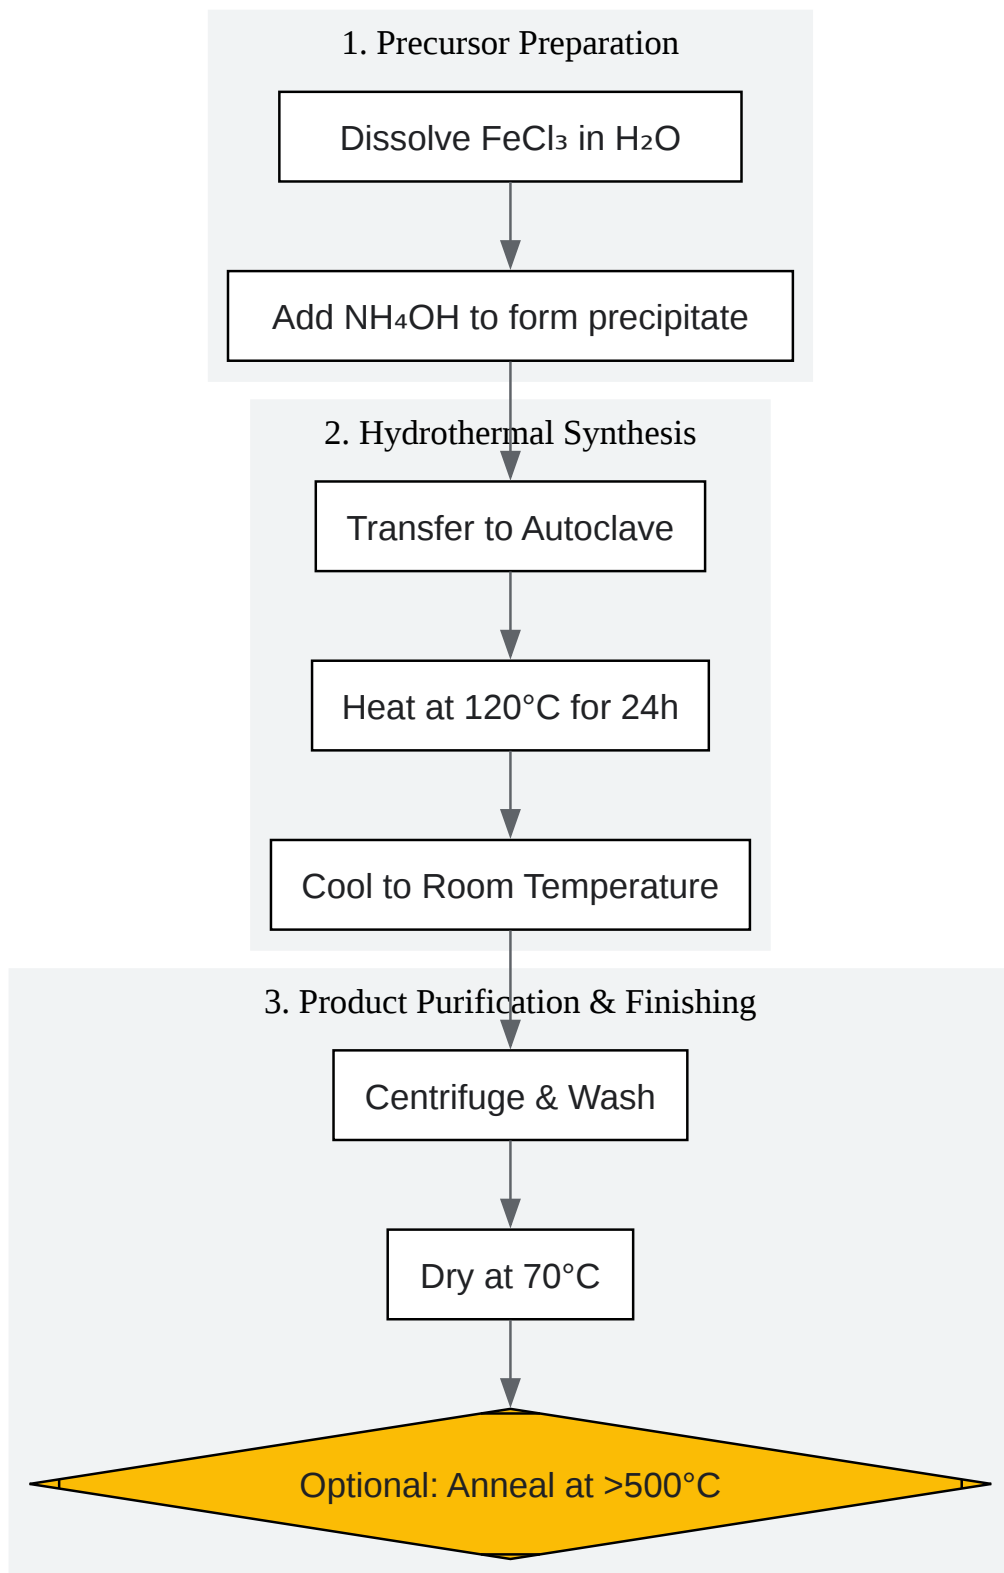 1. Precursor Preparation
Dissolve FeCl₃ in H₂O
Add NH₄OH to form precipitate
2. Hydrothermal Synthesis
Transfer to Autoclave
Heat at 120°C for 24h
Cool to Room Temperature
3. Product Purification & Finishing
Centrifuge & Wash
Dry at 70°C
Optional: Anneal at >500°C